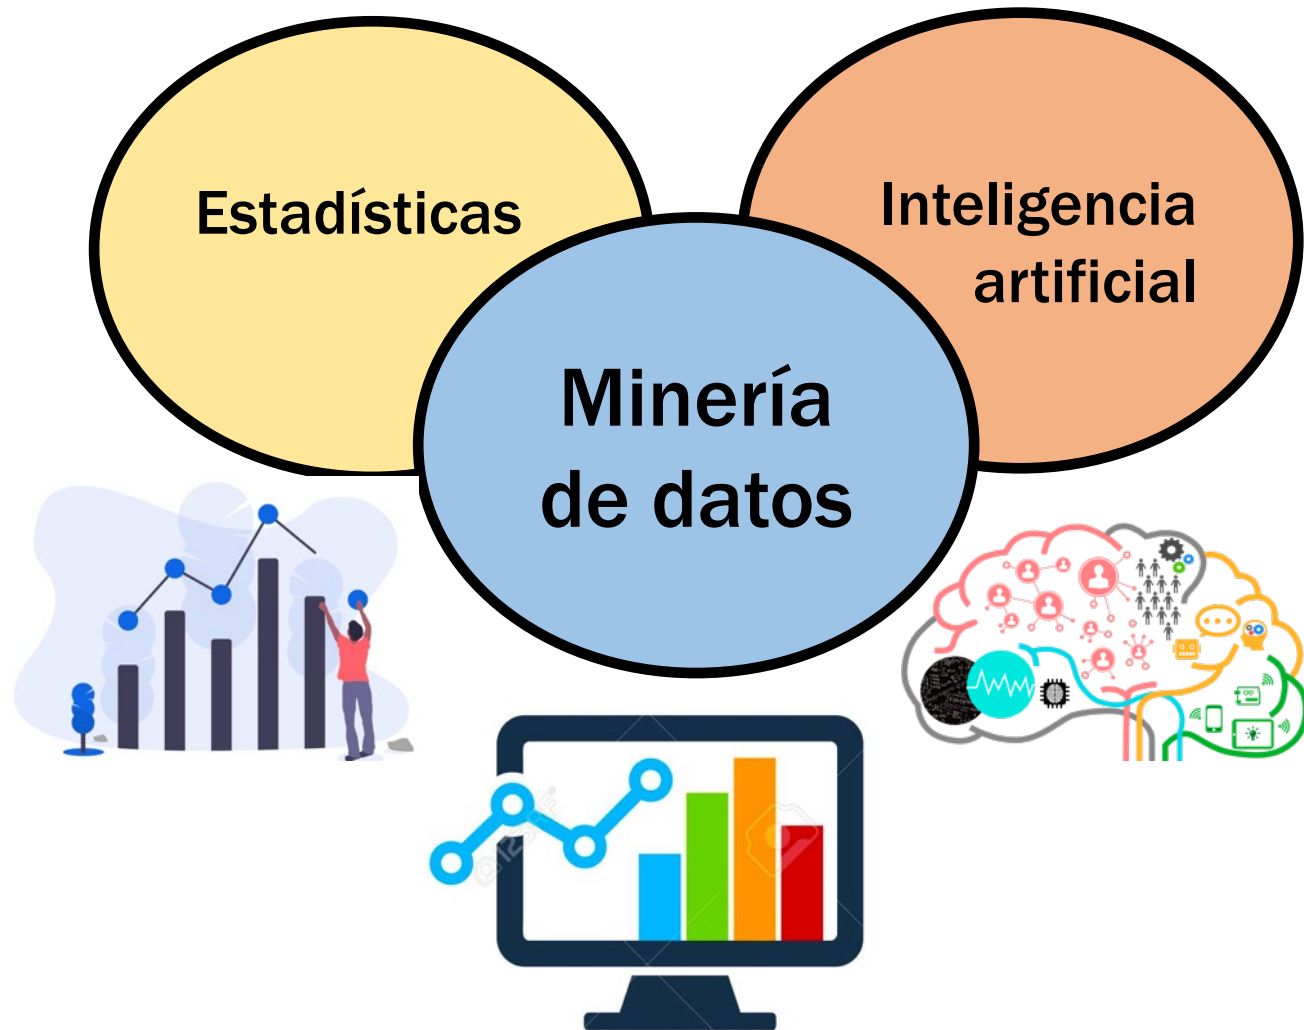 Estadísticas
Inteligencia
artificial
Minería
de datos